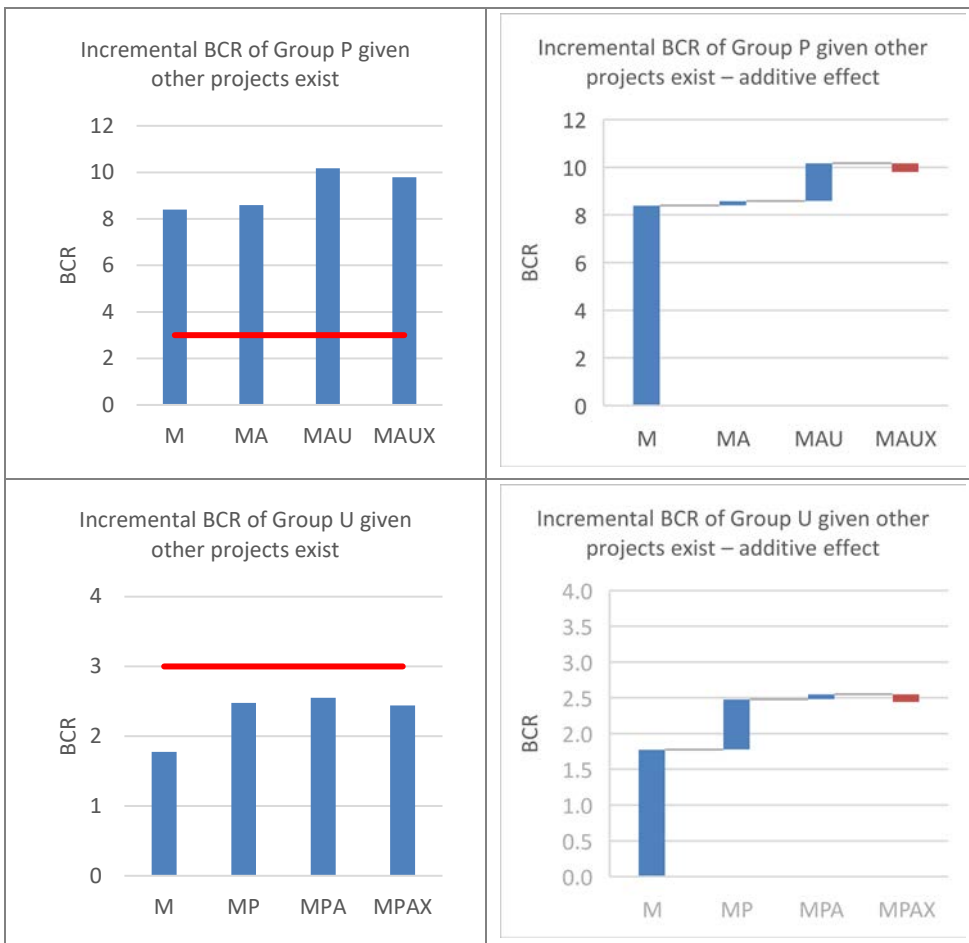 Incremental BCR of Group P given
other projects exist
12
10
8
6
4
2
0
BCR
M MA MAU MAUX
Incremental BCR of Group P given other
projects exist – additive effect
12
10
8
6
4
2
0
BCR
M MA MAU MAUX
Incremental BCR of Group U given
other projects exist
4
3
2
1
0
BCR
M MP MPA MPAX
Incremental BCR of Group U given other
projects exist – additive effect
4.0
3.5
3.0
2.5
2.0
1.5
1.0
0.5
0.0
BCR
M MP MPA MPAX